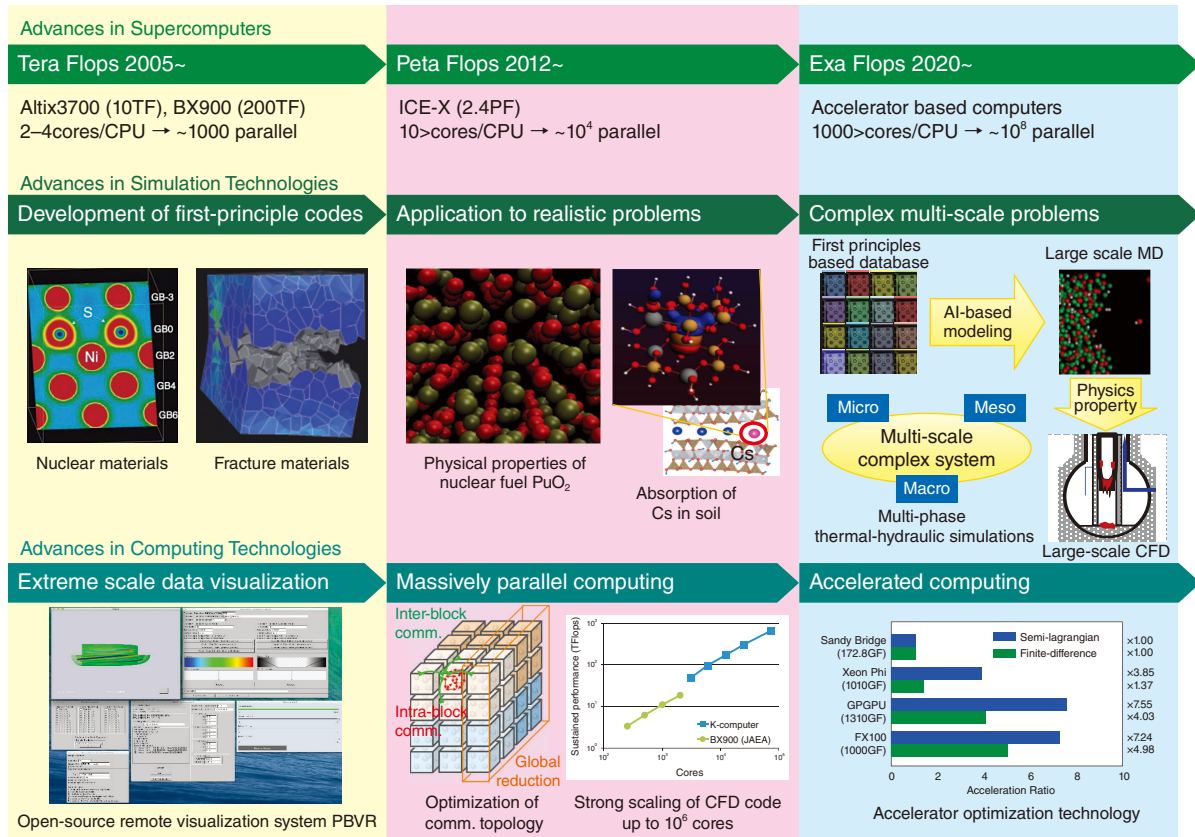 Advances in Supercomputers
Tera Flops 2005~
Peta Flops 2012~
Exa Flops 2020~
Altix3700 (10TF), BX900 (200TF)
2–4cores/CPU → ~1000 parallel
ICE-X (2.4PF)
10>cores/CPU → ~10⁴ parallel
Accelerator based computers
1000>cores/CPU → ~10⁸ parallel
Advances in Simulation Technologies
Development of first-principle codes
Application to realistic problems
Complex multi-scale problems
GB-3
S
GB0
Ni
GB2
GB4
GB6
Nuclear materials
Fracture materials
Physical properties of
nuclear fuel PuO₂
Cs
Absorption of
Cs in soil
First principles
based database
Large scale MD
AI-based
modeling
Physics
property
Micro
Meso
Multi-scale
complex system
Macro
Multi-phase
thermal-hydraulic simulations
Large-scale CFD
Advances in Computing Technologies
Extreme scale data visualization
Massively parallel computing
Accelerated computing
Open-source remote visualization system PBVR
Inter-block
comm.
Intra-block
comm.
Global
reduction
Optimization of
comm. topology
Sustained performance (TFlops)
10³
10²
10¹
10⁰
10²
10³
10⁴
10⁵
K-computer
BX900 (JAEA)
Cores
Strong scaling of CFD code
up to 10⁶ cores
Semi-lagrangian
Finite-difference
Sandy Bridge
(172.8GF)
×1.00
×1.00
Xeon Phi
(1010GF)
×3.85
×1.37
GPGPU
(1310GF)
×7.55
×4.03
FX100
(1000GF)
×7.24
×4.98
0 2 4 6 8 10
Acceleration Ratio
Accelerator optimization technology